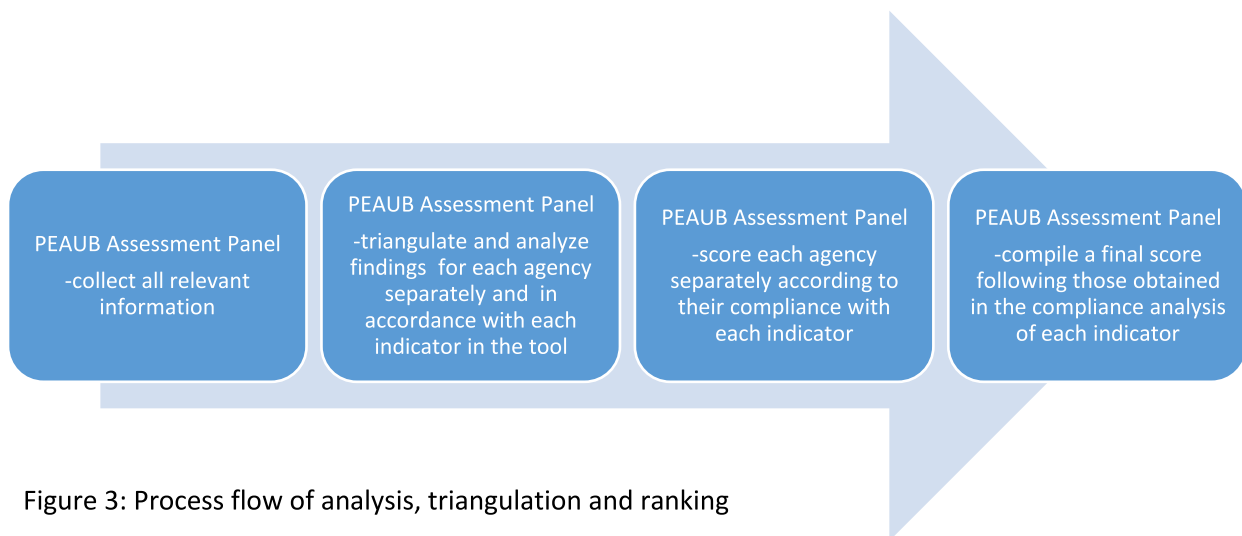 PEAUB Assessment Panel
-collect all relevant
information
PEAUB Assessment Panel
-triangulate and analyze
findings  for each agency
separately and  in
accordance with each
indicator in the tool
PEAUB Assessment Panel
-score each agency
separately according to
their compliance with
each indicator
PEAUB Assessment Panel
-compile a final score
following those obtained
in the compliance analysis
of each indicator
Figure 3: Process flow of analysis, triangulation and ranking